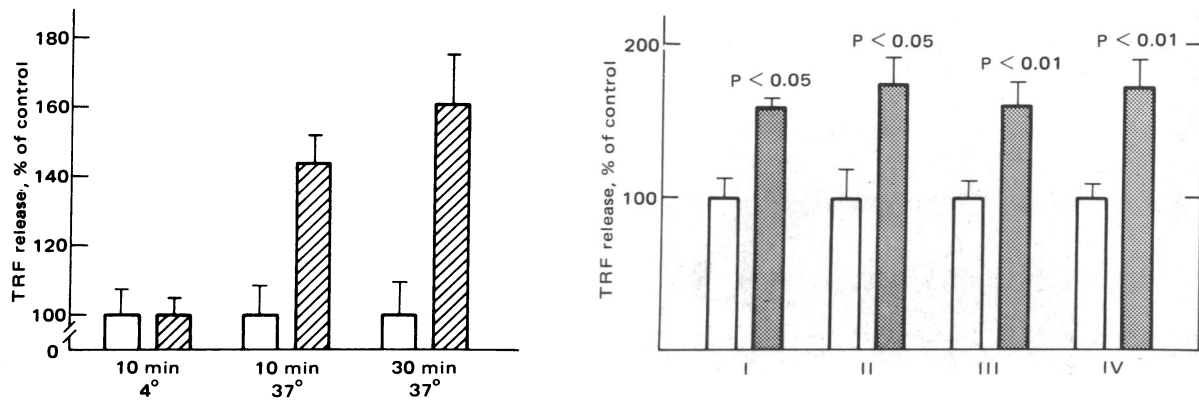 TRF release, % of control
180
160
140
120
100
0
10 min
4°
10 min
37°
30 min
37°
TRF release, % of control
200
100
P < 0.05
P < 0.05
P < 0.01
P < 0.01
I
II
III
IV